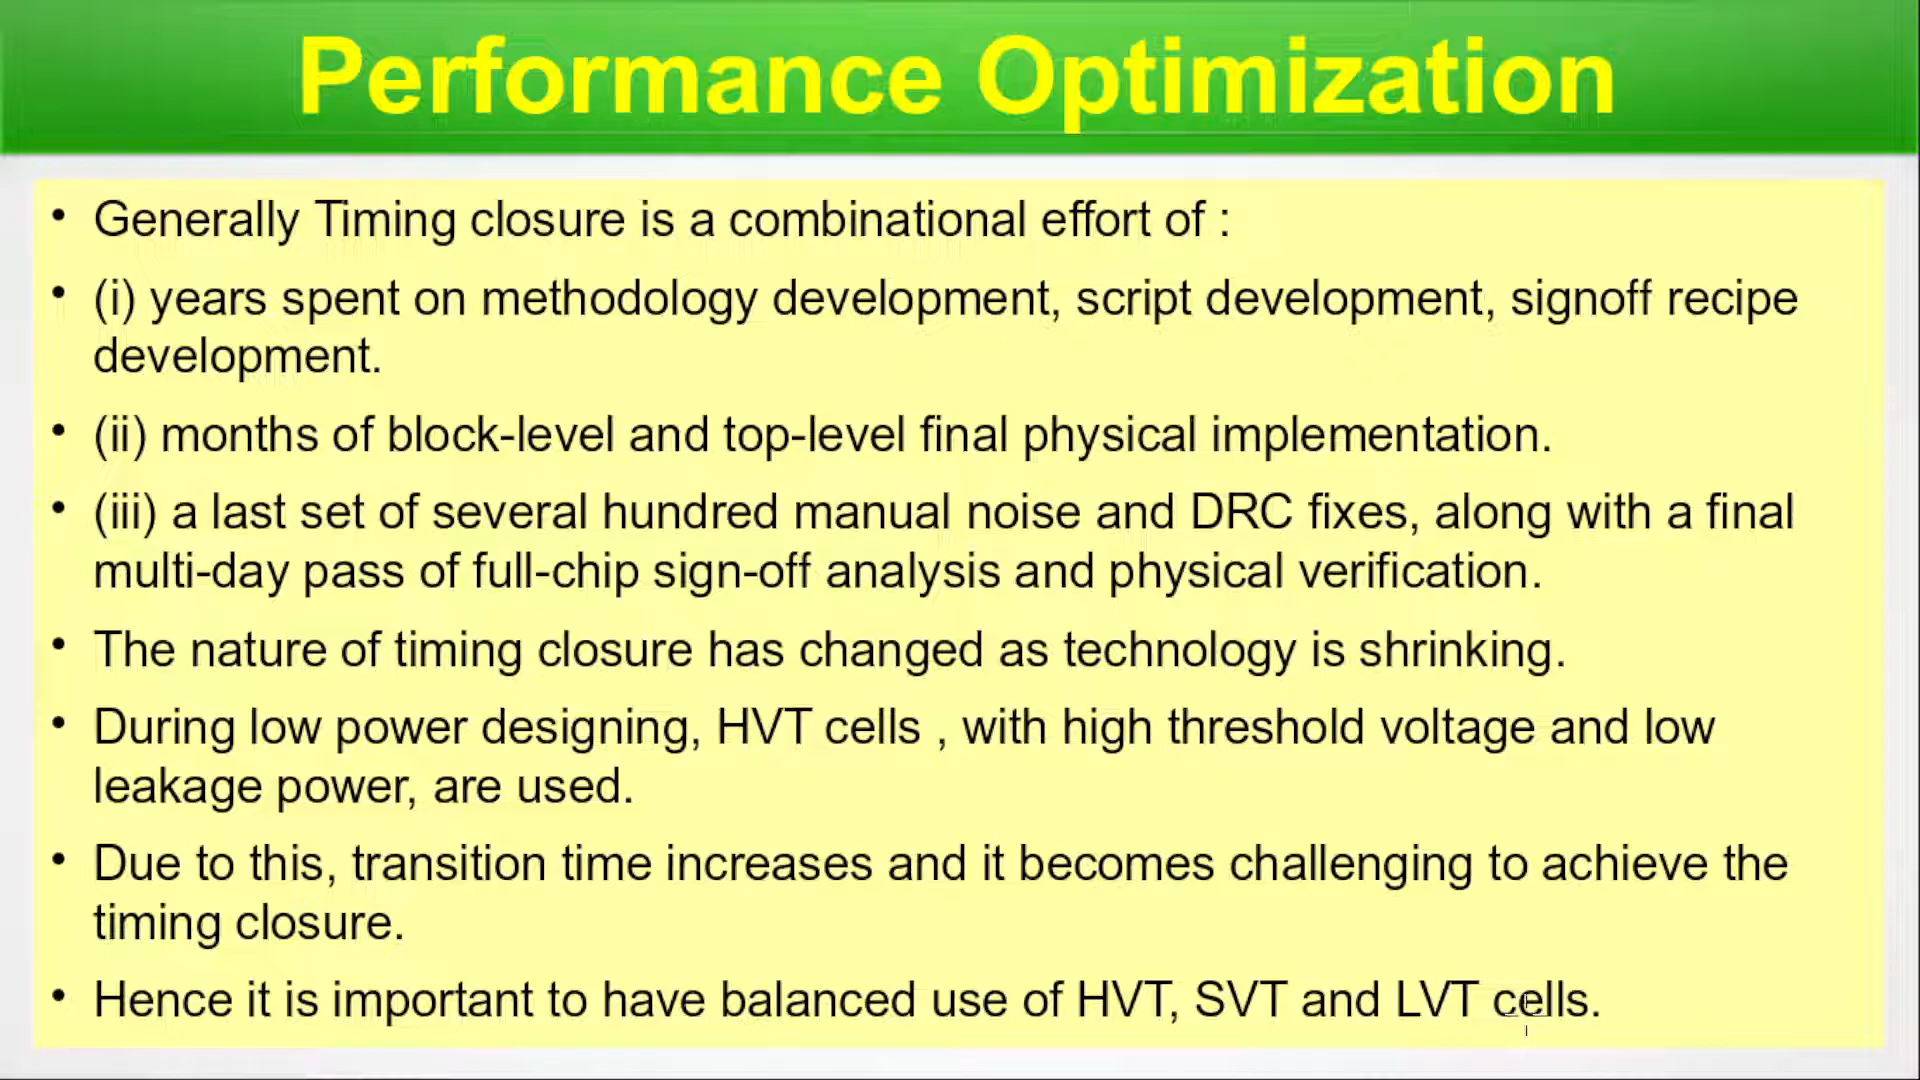 Performance Optimization
• Generally Timing closure is a combinational effort of :
• (i) years spent on methodology development, script development, signoff recipe
development.
• (ii) months of block-level and top-level final physical implementation.
• (iii) a last set of several hundred manual noise and DRC fixes, along with a final
multi-day pass of full-chip sign-off analysis and physical verification.
• The nature of timing closure has changed as technology is shrinking.
• During low power designing, HVT cells , with high threshold voltage and low
leakage power, are used.
• Due to this, transition time increases and it becomes challenging to achieve the
timing closure.
• Hence it is important to have balanced use of HVT, SVT and LVT cells.